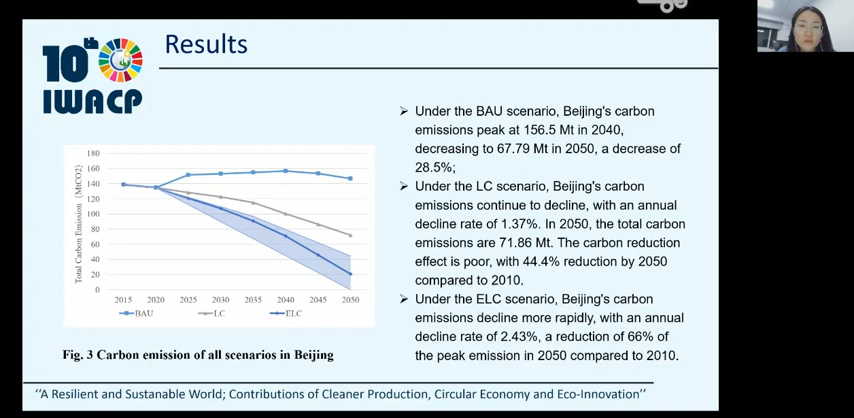 10th
IWACP
Results
➢ Under the BAU scenario, Beijing's carbon
emissions peak at 156.5 Mt in 2040,
decreasing to 67.79 Mt in 2050, a decrease of
28.5%;
➢ Under the LC scenario, Beijing's carbon
emissions continue to decline, with an annual
decline rate of 1.37%. In 2050, the total carbon
emissions are 71.86 Mt. The carbon reduction
effect is poor, with 44.4% reduction by 2050
compared to 2010.
➢ Under the ELC scenario, Beijing's carbon
emissions decline more rapidly, with an annual
decline rate of 2.43%, a reduction of 66% of
the peak emission in 2050 compared to 2010.
Total Carbon Emission (MtCO2)
180
160
140
120
100
80
60
40
20
0
2015 2020 2025 2030 2035 2040 2045 2050
BAU LC ELC
Fig. 3 Carbon emission of all scenarios in Beijing
"A Resilient and Sustanable World; Contributions of Cleaner Production, Circular Economy and Eco-Innovation"